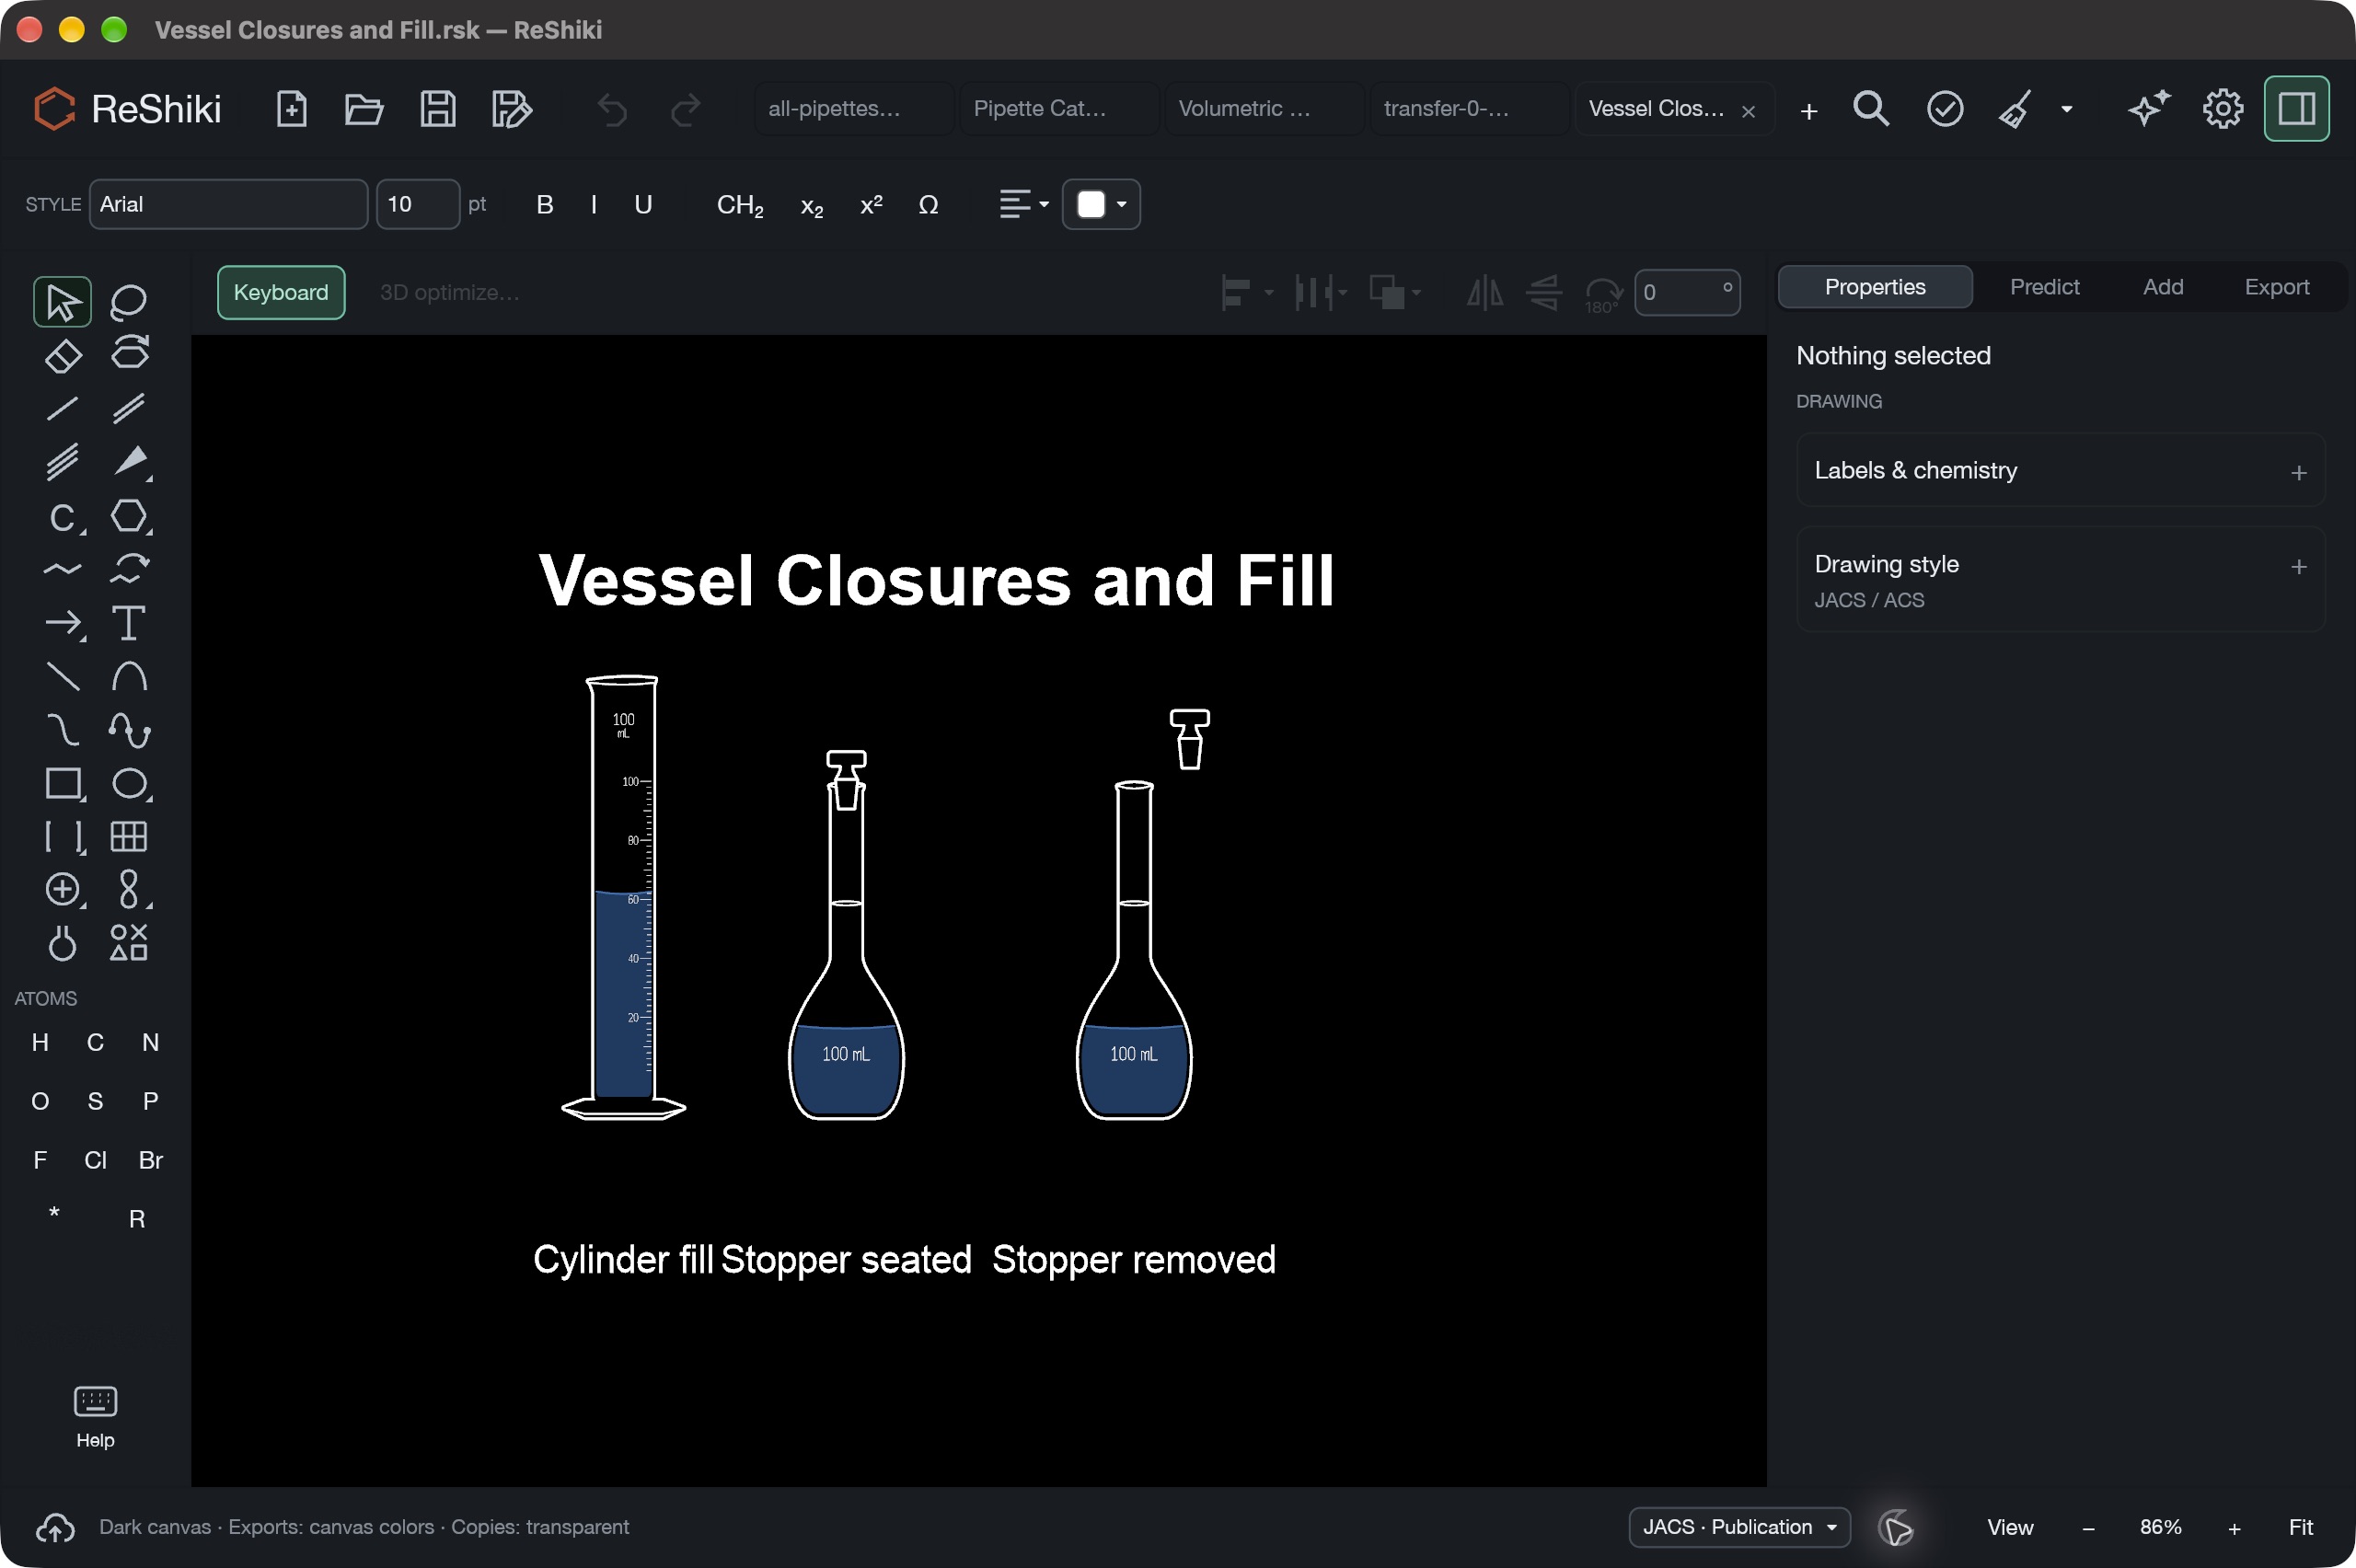 Vessel Closures and Fill.rsk — ReShiki
ReShiki
all-pipettes...
Pipette Cat...
Volumetric ...
transfer-0-...
Vessel Clos... ×
+
STYLE Arial 10 pt B I U CH₂ x₂ x² Ω
Keyboard 3D optimize... 180° 0 °
Properties Predict Add Export
Nothing selected
DRAWING
Labels & chemistry +
Drawing style +
JACS / ACS
C
T
ATOMS
H C N
O S P
F Cl Br
* R
Help
Vessel Closures and Fill
100
mL
100
80
60
40
20
100 mL
100 mL
Cylinder fill Stopper seated Stopper removed
Dark canvas · Exports: canvas colors · Copies: transparent
JACS · Publication View − 86% + Fit